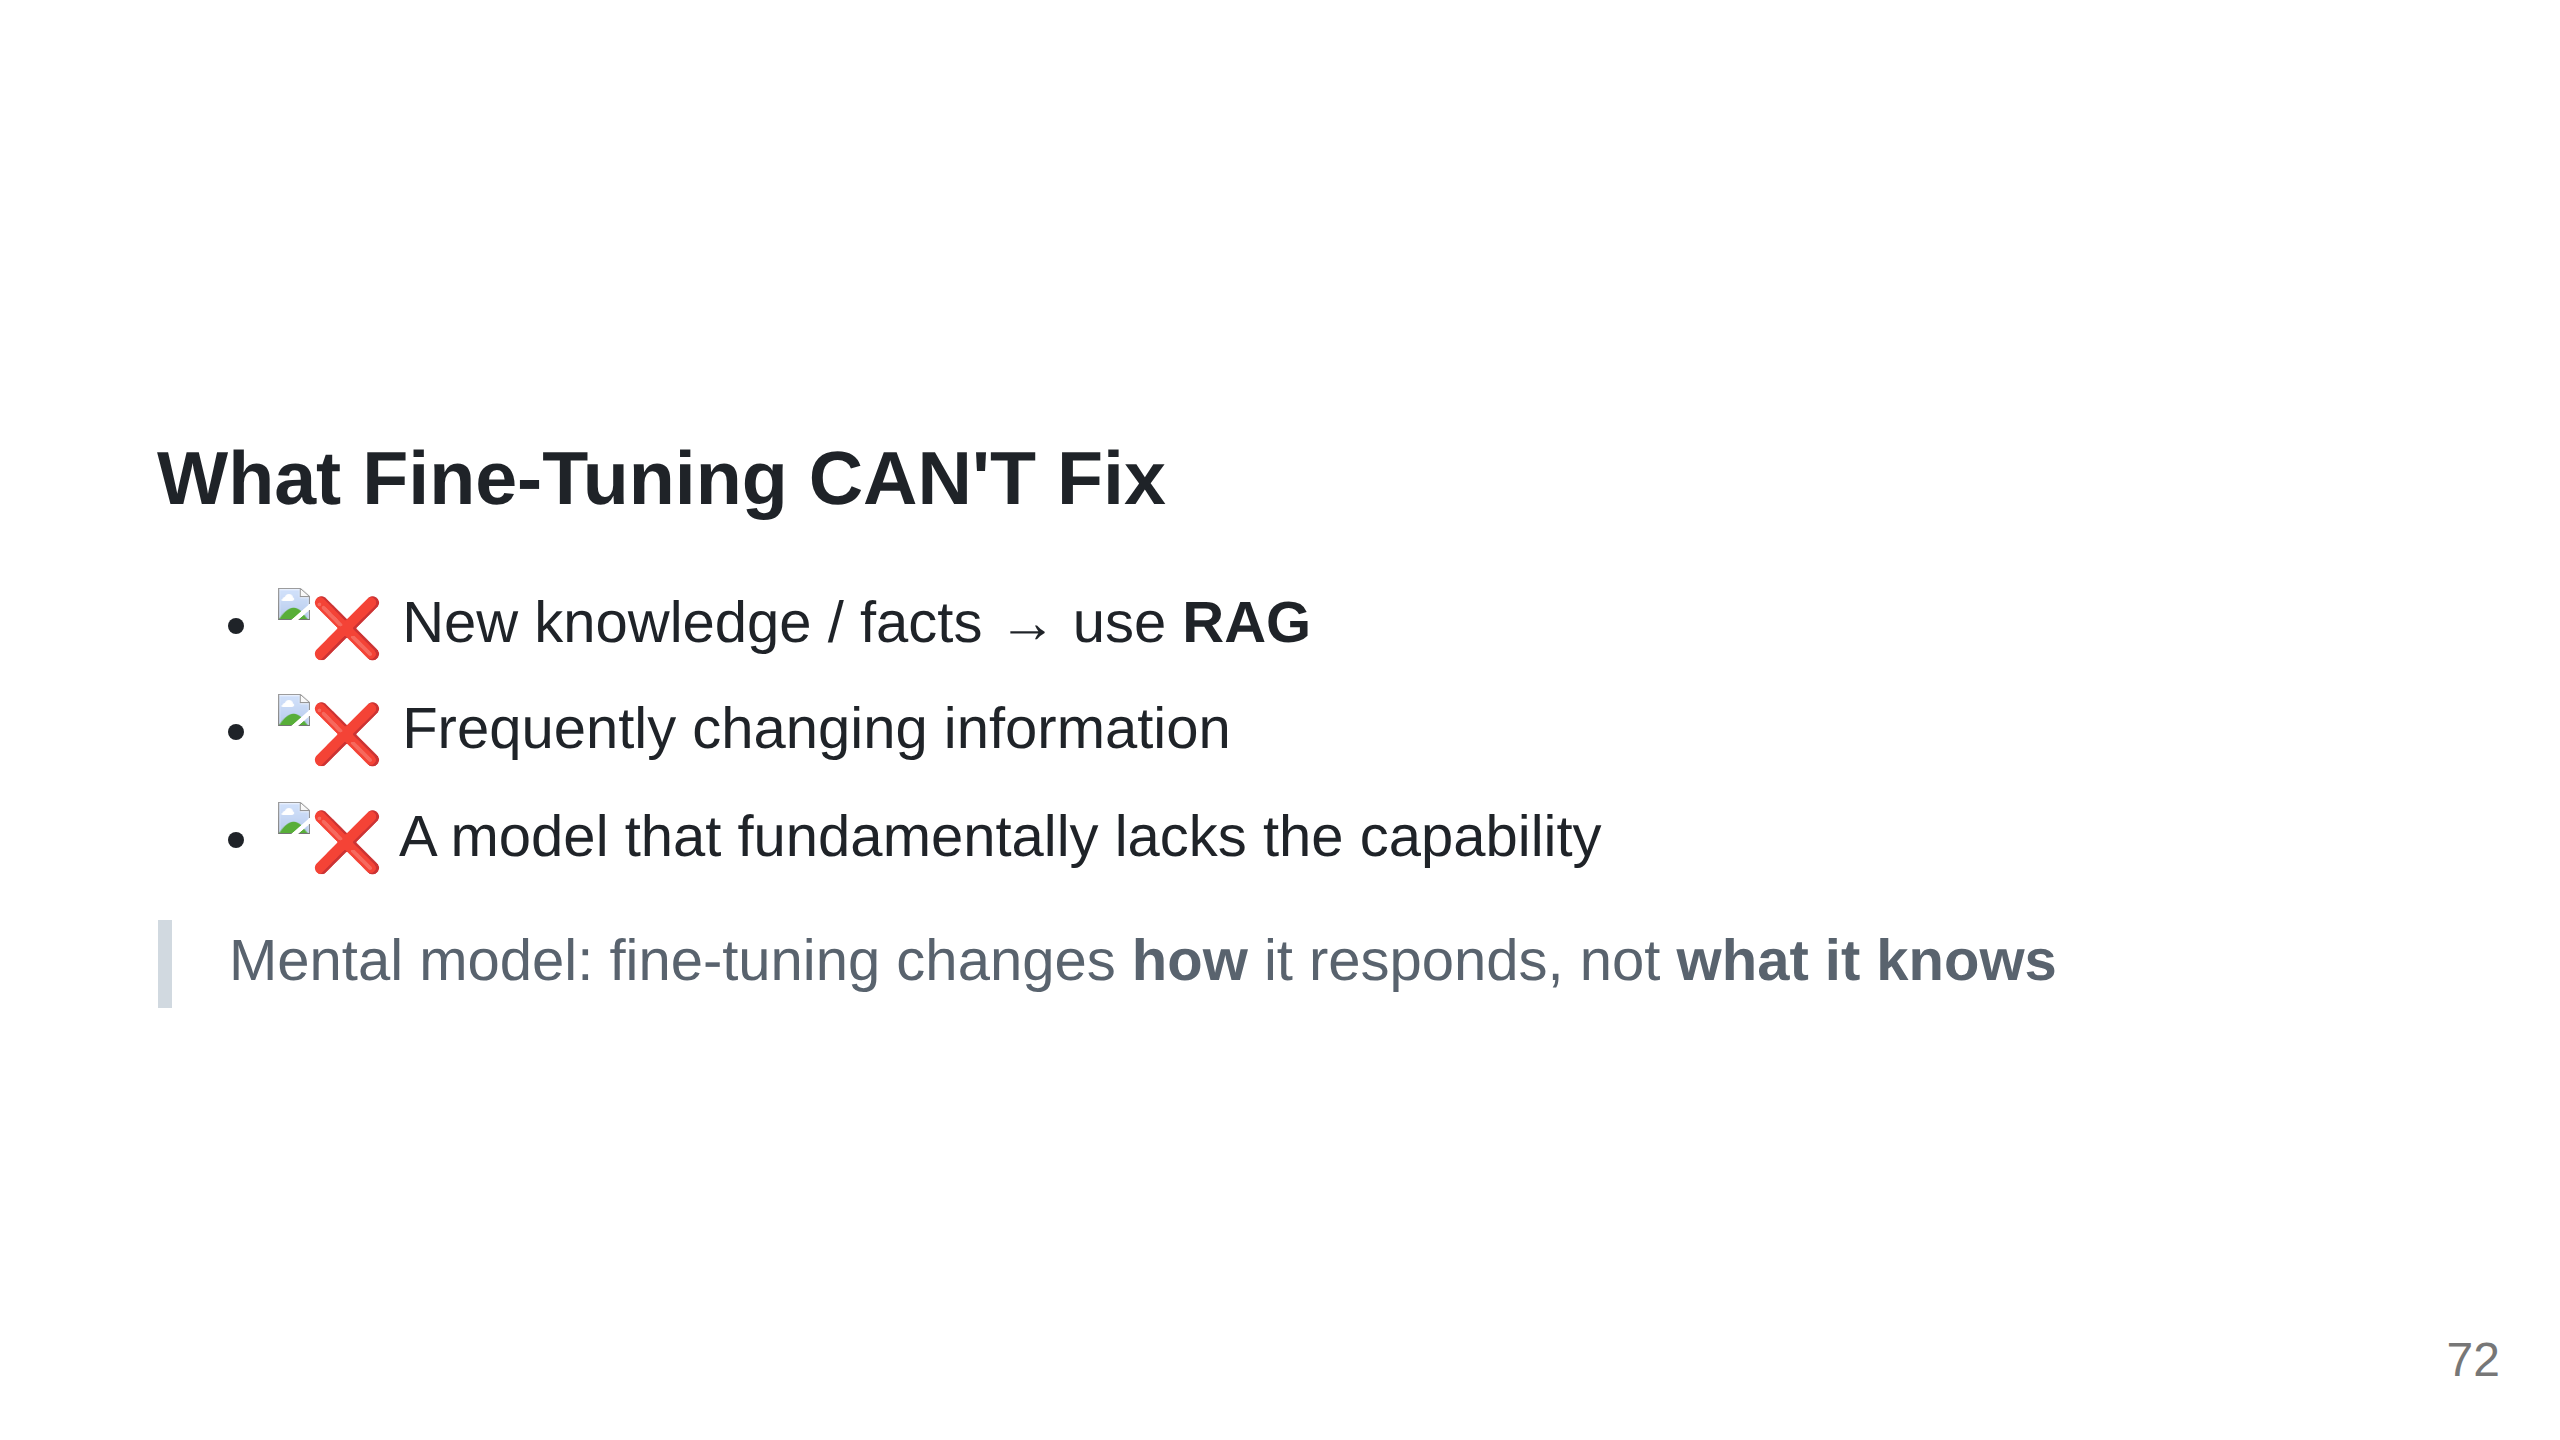 What Fine-Tuning CAN'T Fix
• ❌ New knowledge / facts → use RAG
• ❌ Frequently changing information
• ❌ A model that fundamentally lacks the capability
Mental model: fine-tuning changes how it responds, not what it knows
72